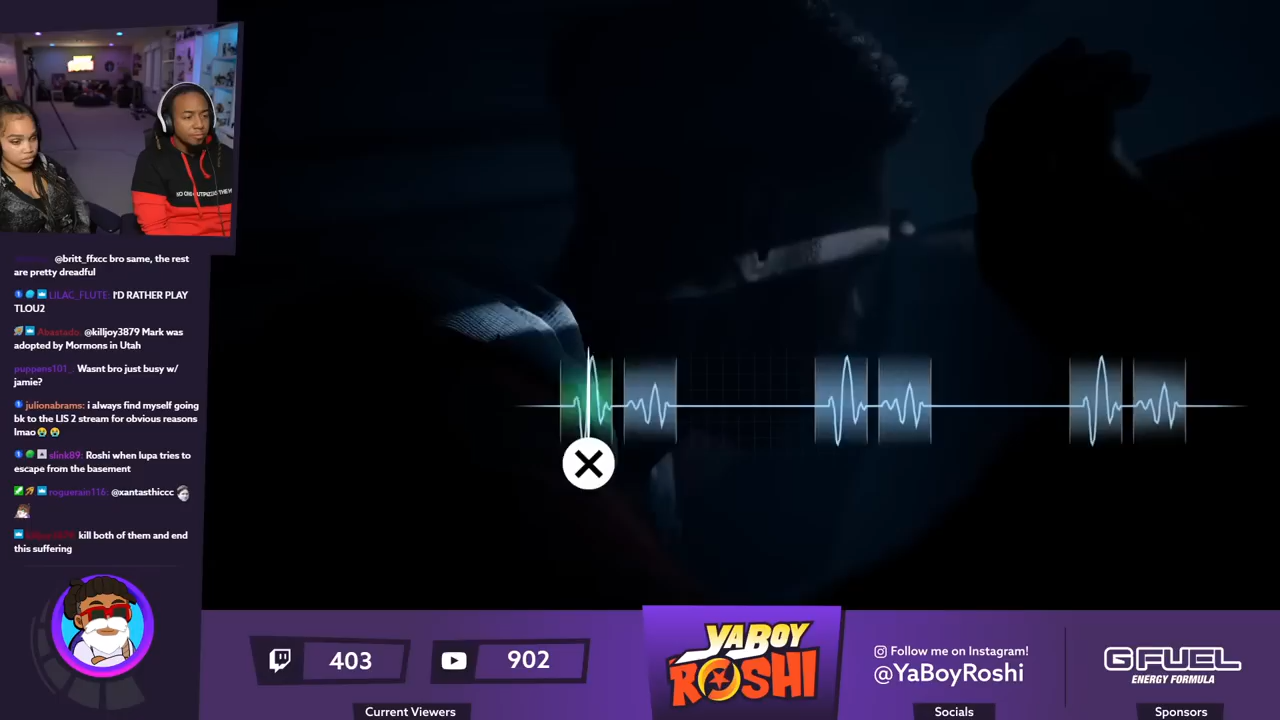 @britt_ffxcc bro same, the rest
are pretty dreadful
LILAC_FLUTE: I'D RATHER PLAY
TLOU2
Abastado: @killjoy3879 Mark was
adopted by Mormons in Utah
puppens101_: Wasnt bro just busy w/
jamie?
julionabrams: i always find myself going
bk to the LIS 2 stream for obvious reasons
lmao
slink89: Roshi when lupa tries to
escape from the basement
roguerain116: @xantasthiccc
kill both of them and end
this suffering
403
902
Current Viewers
YABOY
ROSHI
Follow me on Instagram!
@YaBoyRoshi
Socials
G FUEL
ENERGY FORMULA
Sponsors